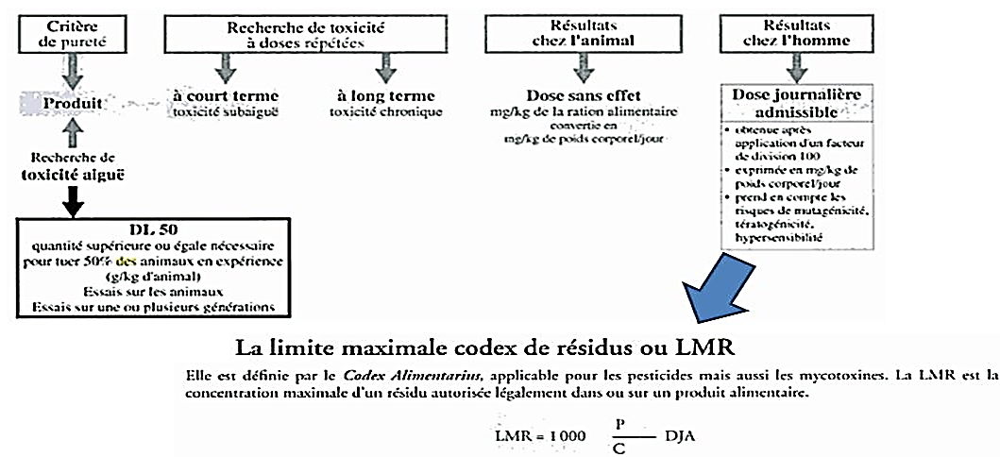 Critère
de pureté
Produit
Recherche de
toxicité aiguë
DL 50
quantité supérieure ou égale nécessaire
pour tuer 50% des animaux en expérience
(g/kg d'animal)
Essais sur les animaux
Essais sur une ou plusieurs générations
Recherche de toxicité
à doses répétées
à court terme
toxicité subaiguë
à long terme
toxicité chronique
Résultats
chez l'animal
Dose sans effet
mg/kg de la ration alimentaire
convertie en
mg/kg de poids corporel/jour
Résultats
chez l'homme
Dose journalière
admissible
• obtenue après
application d'un facteur
de division 100
• exprimée en mg/kg de
poids corporel/jour
• prend en compte les
risques de mutagénicité,
tératogénicité,
hypersensibilité
La limite maximale codex de résidus ou LMR
Elle est définie par le Codex Alimentarius, applicable pour les pesticides mais aussi les mycotoxines. La LMR est la
concentration maximale d'un résidu autorisée légalement dans ou sur un produit alimentaire.
LMR = 1 000 P/C DJA